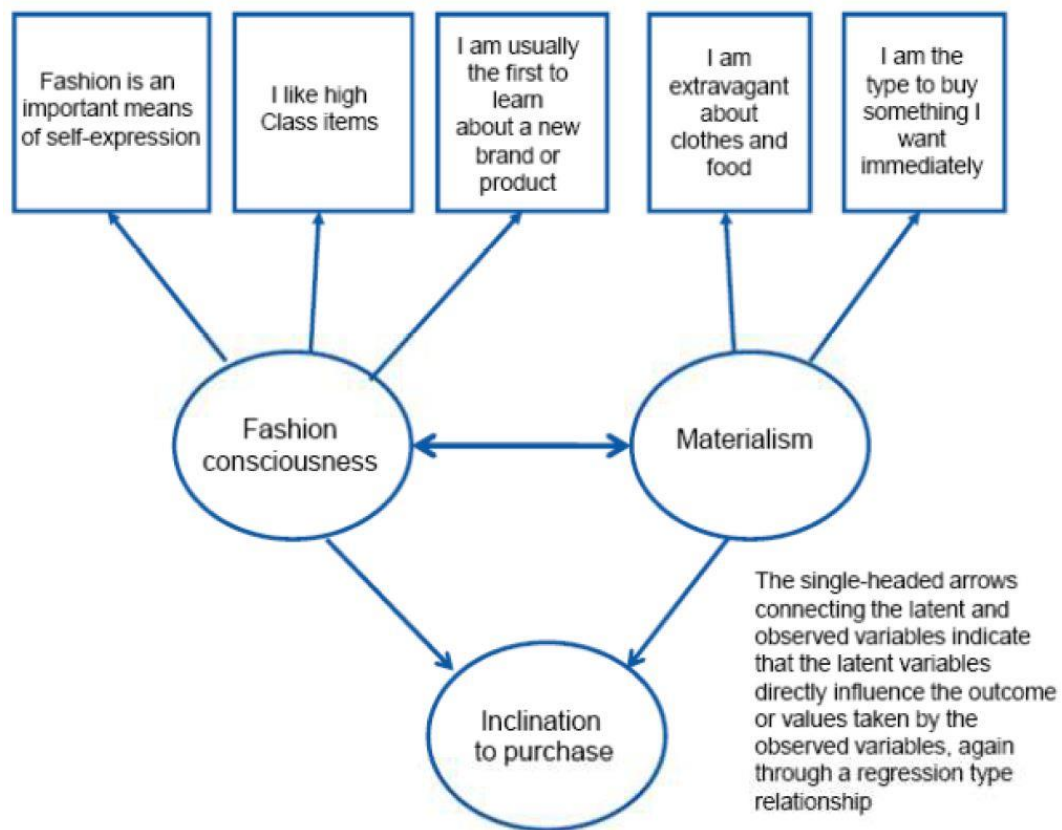 Fashion is an
important means
of self-expression
I like high
Class items
I am usually
the first to
learn
about a new
brand or
product
I am
extravagant
about
clothes and
food
I am the
type to buy
something I
want
immediately
Fashion
consciousness
Materialism
Inclination
to purchase
The single-headed arrows
connecting the latent and
observed variables indicate
that the latent variables
directly influence the outcome
or values taken by the
observed variables, again
through a regression type
relationship